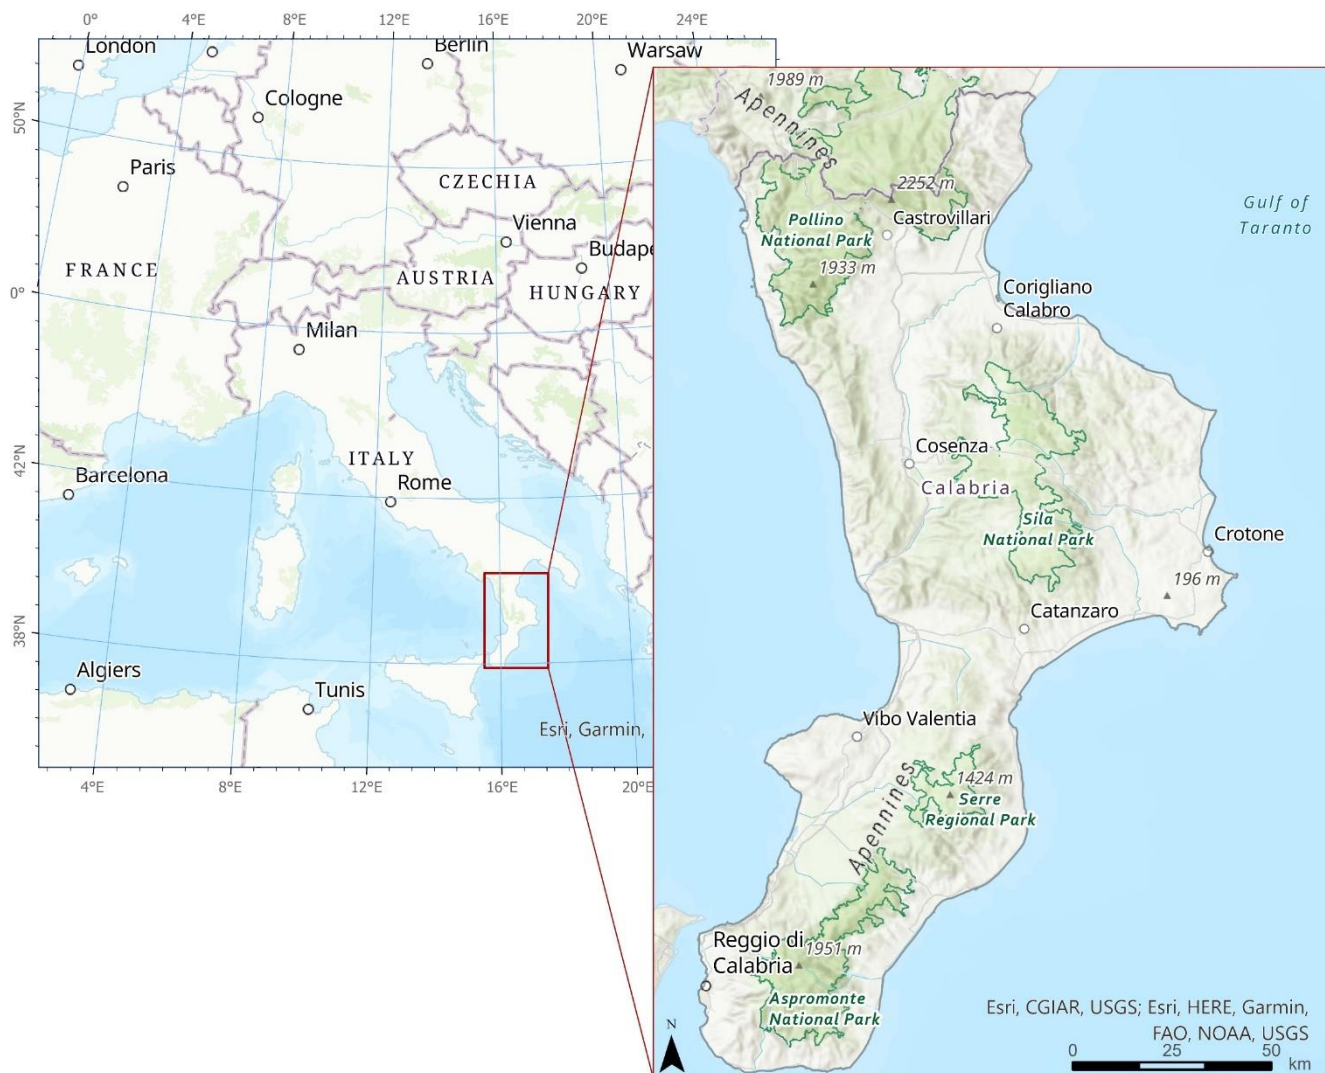 0° 4°E 8°E 12°E 16°E 20°E 24°E
London
Berlin
Warsaw
Cologne
50°N
Paris
CZECHIA
Vienna
Budape
FRANCE
AUSTRIA
HUNGARY
0°
Milan
ITALY
42°N
Barcelona
Rome
38°N
Algiers
Tunis
Esri, Garmin,
4°E 8°E 12°E 16°E 20°E
1989 m
Apennines
2252 m
Castrovillari
Pollino
National Park
1933 m
Gulf of
Taranto
Corigliano
Calabro
Cosenza
Calabria
Sila
National Park
Crotone
196 m
Catanzaro
Vibo Valentia
1424 m
Serre
Regional Park
Apennines
Reggio di
Calabria
1951 m
Aspromonte
National Park
N
Esri, CGIAR, USGS; Esri, HERE, Garmin,
FAO, NOAA, USGS
0 25 50
km